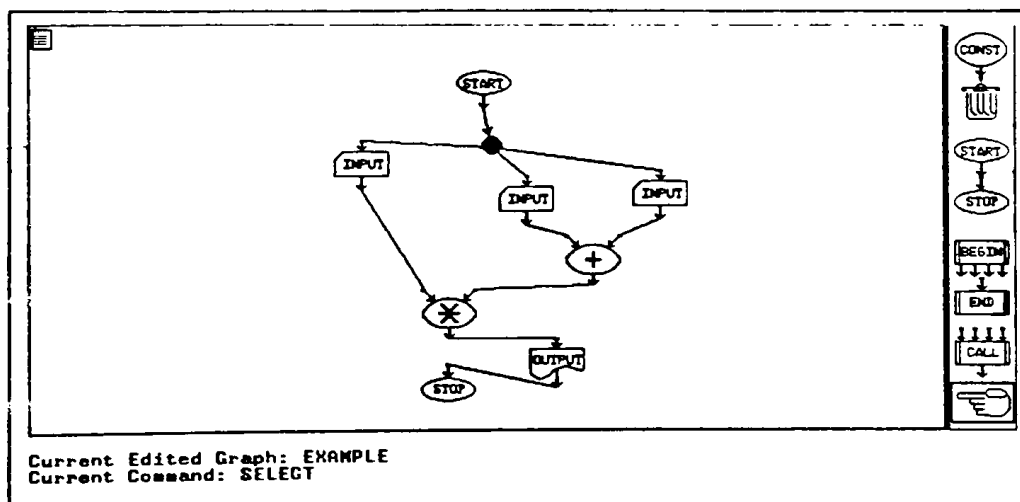 START
INPUT
INPUT
INPUT
+
*
OUTPUT
STOP
CONST
START
STOP
BEGIN
END
CALL
Current Edited Graph: EXAMPLE
Current Command: SELECT